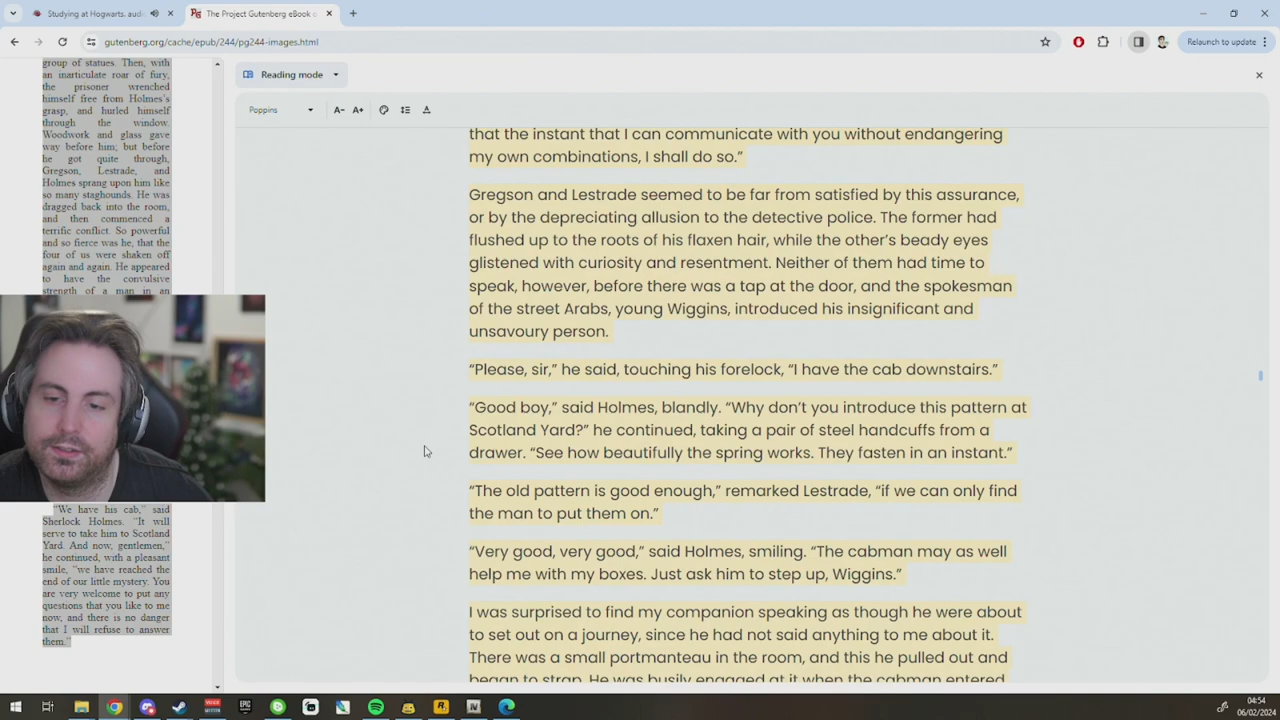 Studying at Hogwarts. audi
The Project Gutenberg eBook o
gutenberg.org/cache/epub/244/pg244-images.html
Relaunch to update
group of statues. Then, with
an inarticulate roar of fury,
the prisoner wrenched
himself free from Holmes's
grasp, and hurled himself
through the window.
Woodwork and glass gave
way before him; but before
he got quite through,
Gregson, Lestrade, and
Holmes sprang upon him like
so many staghounds. He was
dragged back into the room,
and then commenced a
terrific conflict. So powerful
and so fierce was he, that the
four of us were shaken off
again and again. He appeared
to have the convulsive
strength of a man in an
“We have his cab,” said
Sherlock Holmes. “It will
serve to take him to Scotland
Yard. And now, gentlemen,”
he continued, with a pleasant
smile, “we have reached the
end of our little mystery. You
are very welcome to put any
questions that you like to me
now, and there is no danger
that I will refuse to answer
them.”
Reading mode
Poppins
A-
A+
that the instant that I can communicate with you without endangering
my own combinations, I shall do so.”
Gregson and Lestrade seemed to be far from satisfied by this assurance,
or by the depreciating allusion to the detective police. The former had
flushed up to the roots of his flaxen hair, while the other’s beady eyes
glistened with curiosity and resentment. Neither of them had time to
speak, however, before there was a tap at the door, and the spokesman
of the street Arabs, young Wiggins, introduced his insignificant and
unsavoury person.
“Please, sir,” he said, touching his forelock, “I have the cab downstairs.”
“Good boy,” said Holmes, blandly. “Why don’t you introduce this pattern at
Scotland Yard?” he continued, taking a pair of steel handcuffs from a
drawer. “See how beautifully the spring works. They fasten in an instant.”
“The old pattern is good enough,” remarked Lestrade, “if we can only find
the man to put them on.”
“Very good, very good,” said Holmes, smiling. “The cabman may as well
help me with my boxes. Just ask him to step up, Wiggins.”
I was surprised to find my companion speaking as though he were about
to set out on a journey, since he had not said anything to me about it.
There was a small portmanteau in the room, and this he pulled out and
began to strap. He was busily engaged at it when the cabman entered
VOICE
EPIC
04:54
06/02/2024